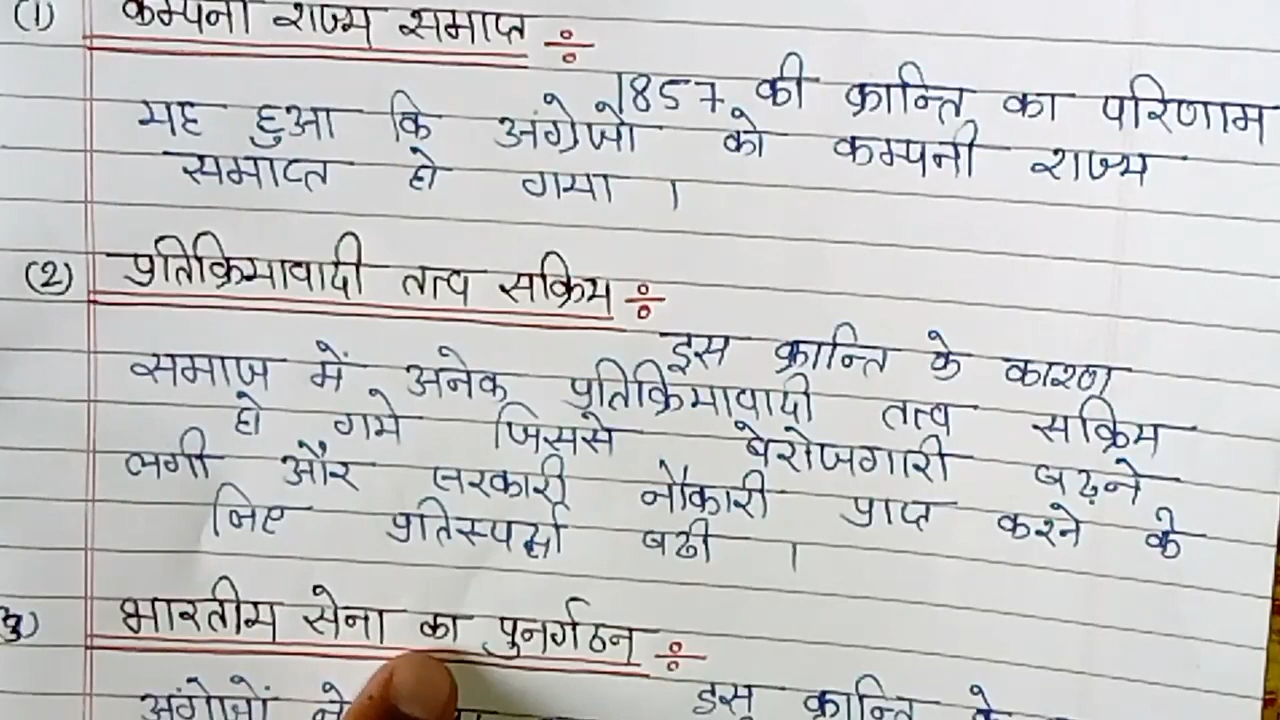 (1) कम्पनी राज्य समाप्त ÷
1857 की क्रान्ति का परिणाम
यह हुआ कि अंग्रेजो को कम्पनी राज्य
समाप्त हो गया ।
(2) प्रतिक्रियावादी तत्व सक्रिय ÷
इस क्रान्ति के कारण
समाज में अनेक प्रतिक्रियावादी तत्व सक्रिय
हो गये जिससे बेरोजगारी बढ़ने
लगी और सरकारी नौकारी प्राप्त करने के
लिए प्रतिस्पर्धा बढी ।
3) भारतीय सेना का पुनर्गठन ÷
अंग्रेजों ने इस क्रान्ति के